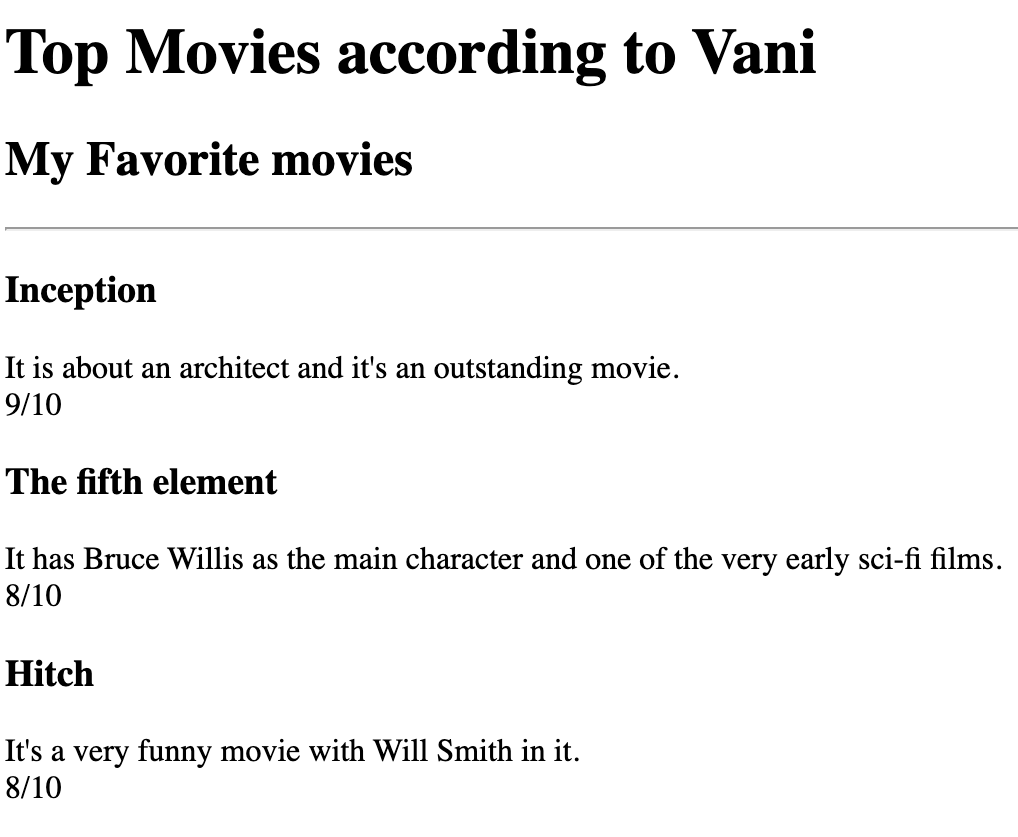 Top Movies according to Vani
My Favorite movies
Inception
It is about an architect and it's an outstanding movie.
9/10
The fifth element
It has Bruce Willis as the main character and one of the very early sci-fi films.
8/10
Hitch
It's a very funny movie with Will Smith in it.
8/10